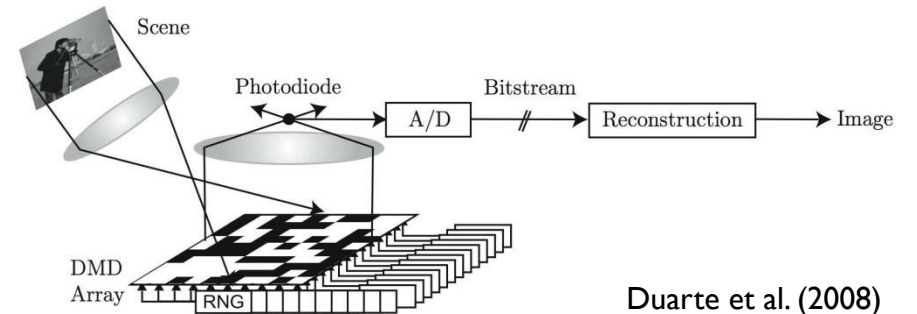 Scene
Photodiode
A/D
Bitstream
Reconstruction
Image
DMD
Array
RNG
Duarte et al. (2008)